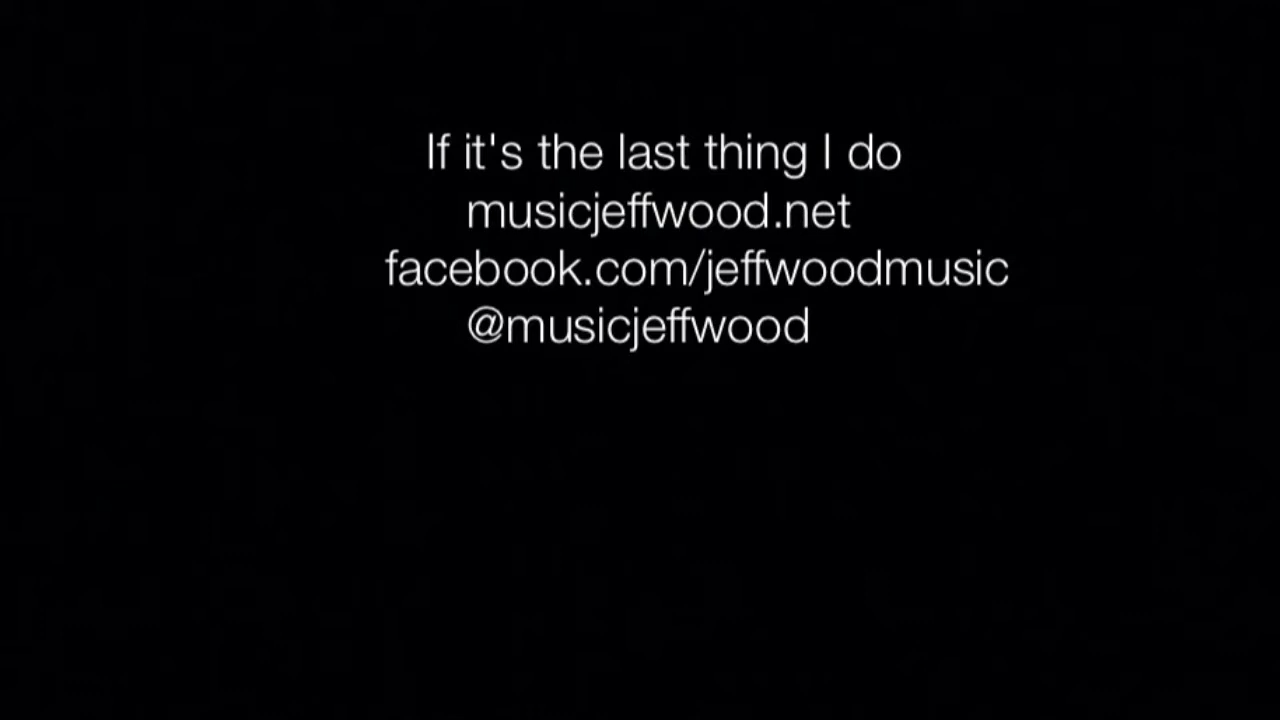 If it's the last thing I do
musicjeffwood.net
facebook.com/jeffwoodmusic
@musicjeffwood